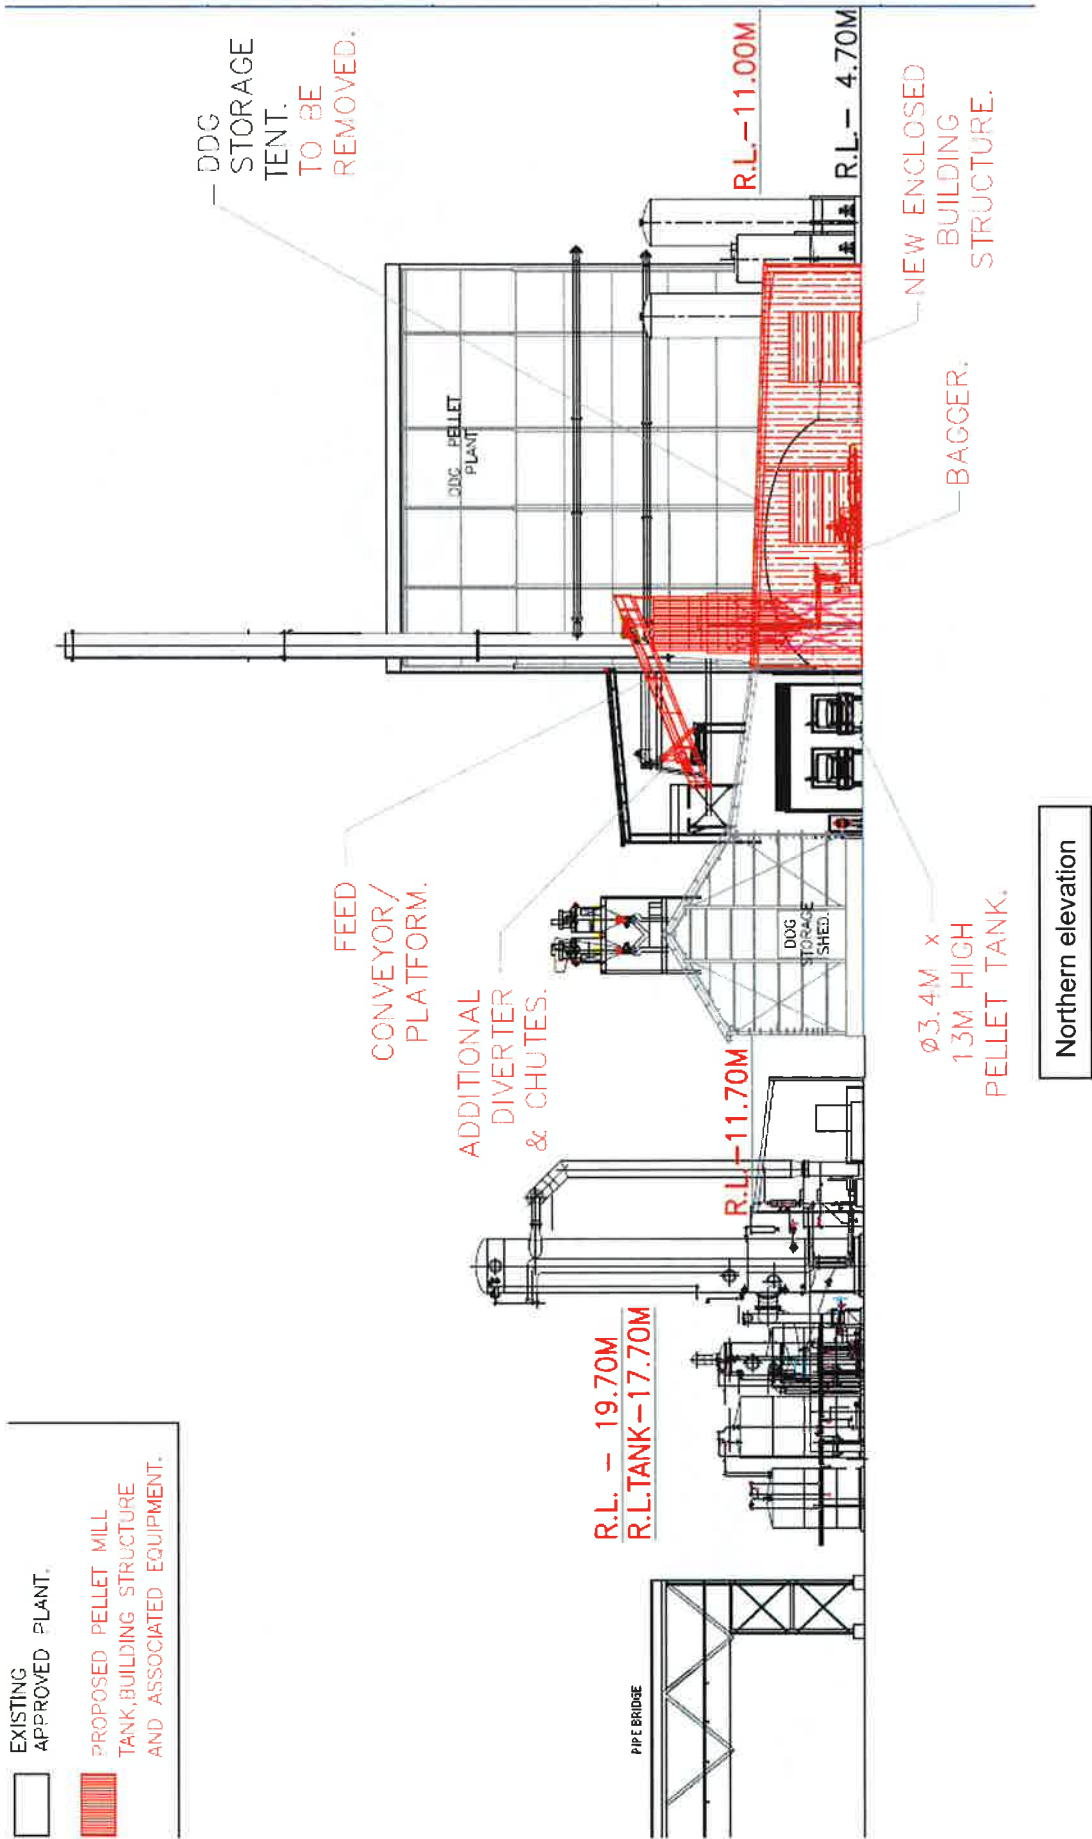 EXISTING
APPROVED PLANT.
PROPOSED PELLET MILL
TANK,BUILDING STRUCTURE
AND ASSOCIATED EQUIPMENT.
PIPE BRIDGE
R.L. – 19.70M
R.L.TANK–17.70M
R.L.–11.70M
ADDITIONAL
DIVERTER
& CHUTES.
FEED
CONVEYOR/
PLATFORM.
DDG
STORAGE
SHED.
DDG PELLET
PLANT
DDG
STORAGE
TENT.
TO BE
REMOVED.
R.L.–11.00M
R.L.– 4.70M
NEW ENCLOSED
BUILDING
STRUCTURE.
BAGGER.
Ø3.4M x
13M HIGH
PELLET TANK.
Northern elevation